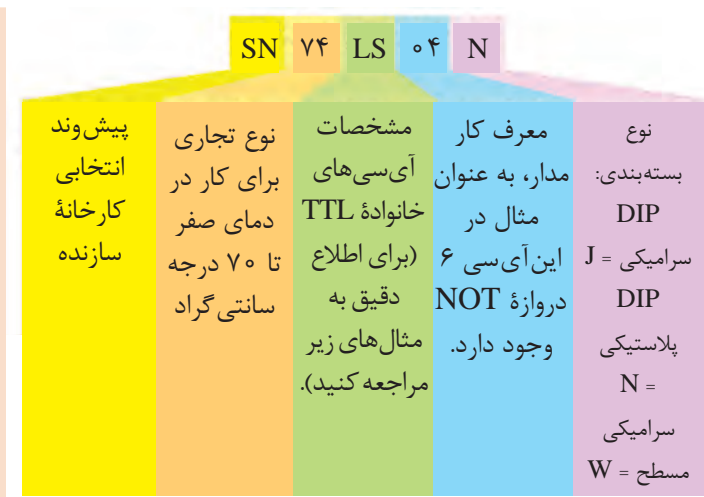 SN ۷۴ LS ۰۴ N
پیش‌وند
انتخابی
کارخانهٔ
سازنده
نوع تجاری
برای کار در
دمای صفر
تا ۷۰ درجه
سانتی‌گراد
مشخصات
آی‌سی‌های
خانوادهٔ TTL
(برای اطلاع
دقیق به
مثال‌های زیر
مراجعه کنید).
معرف کار
مدار، به عنوان
مثال در
این‌آی‌سی ۶
دروازهٔ NOT
وجود دارد.
نوع
بسته‌بندی:
DIP
سرامیکی = J
DIP
پلاستیکی
= N
سرامیکی
مسطح = W